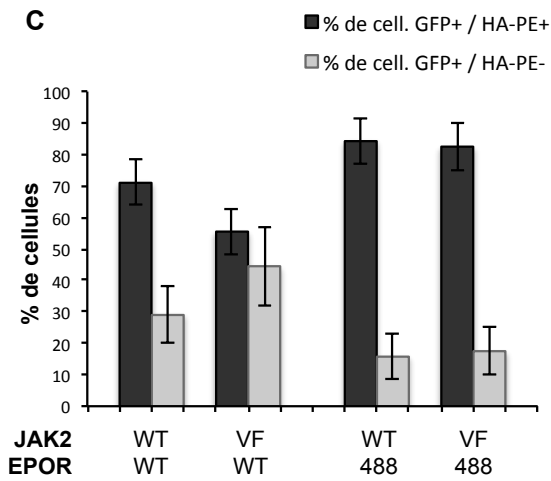 C
% de cell. GFP+ / HA-PE+
% de cell. GFP+ / HA-PE-
% de cellules
100
90
80
70
60
50
40
30
20
10
0
JAK2 WT VF WT VF
EPOR WT WT 488 488